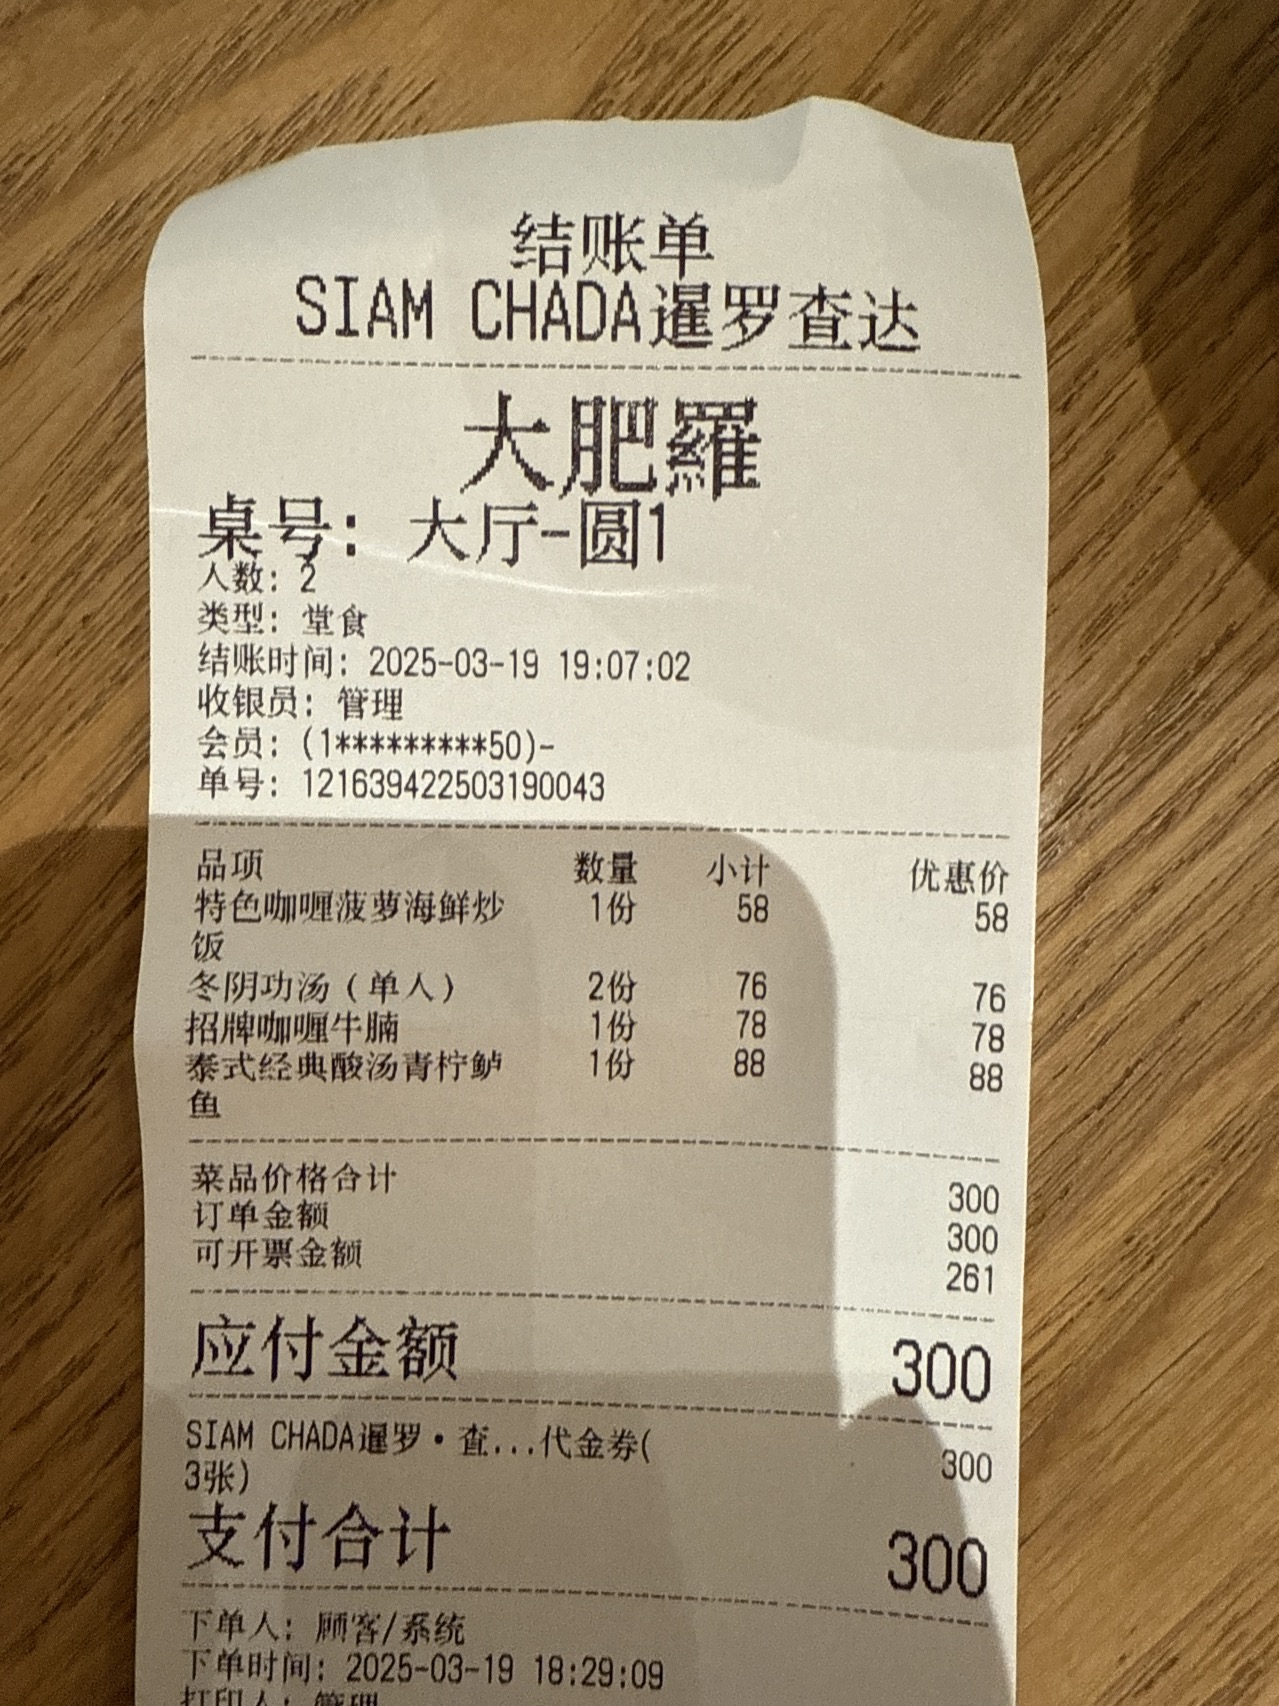 结账单
SIAM CHADA暹罗查达
大肥羅
桌号: 大厅-圆1
人数: 2
类型: 堂食
结账时间: 2025-03-19 19:07:02
收银员: 管理
会员: (1*********50)-
单号: 121639422503190043
品项 数量 小计 优惠价
特色咖喱菠萝海鲜炒 1份 58 58
饭
冬阴功汤(单人) 2份 76 76
招牌咖喱牛腩 1份 78 78
泰式经典酸汤青柠鲈 1份 88 88
鱼
菜品价格合计 300
订单金额 300
可开票金额 261
应付金额 300
SIAM CHADA暹罗·查...代金券( 300
3张)
支付合计 300
下单人: 顾客/系统
下单时间: 2025-03-19 18:29:09
打印人: 管理